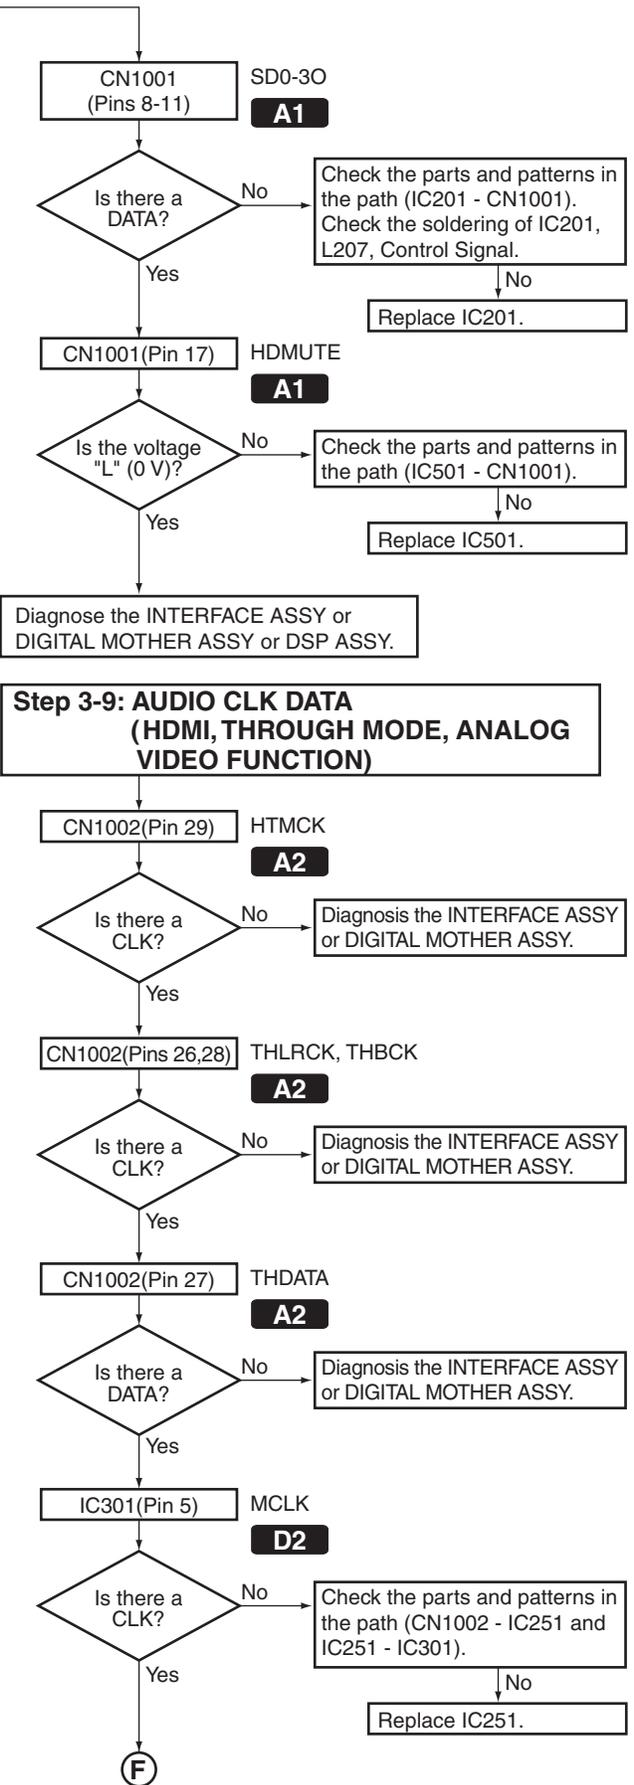 CN1001
(Pins 8-11)
SD0-3O
A1
Is there a
DATA?
No
Check the parts and patterns in
the path (IC201 - CN1001).
Check the soldering of IC201,
L207, Control Signal.
No
Replace IC201.
Yes
CN1001(Pin 17)
HDMUTE
A1
Is the voltage
"L" (0 V)?
No
Check the parts and patterns in
the path (IC501 - CN1001).
No
Replace IC501.
Yes
Diagnose the INTERFACE ASSY or
DIGITAL MOTHER ASSY or DSP ASSY.
Step 3-9: AUDIO CLK DATA
(HDMI, THROUGH MODE, ANALOG
VIDEO FUNCTION)
CN1002(Pin 29)
HTMCK
A2
Is there a
CLK?
No
Diagnosis the INTERFACE ASSY
or DIGITAL MOTHER ASSY.
Yes
CN1002(Pins 26,28)
THLRCK, THBCK
A2
Is there a
CLK?
No
Diagnosis the INTERFACE ASSY
or DIGITAL MOTHER ASSY.
Yes
CN1002(Pin 27)
THDATA
A2
Is there a
DATA?
No
Diagnosis the INTERFACE ASSY
or DIGITAL MOTHER ASSY.
Yes
IC301(Pin 5)
MCLK
D2
Is there a
CLK?
No
Check the parts and patterns in
the path (CN1002 - IC251 and
IC251 - IC301).
No
Replace IC251.
Yes
F